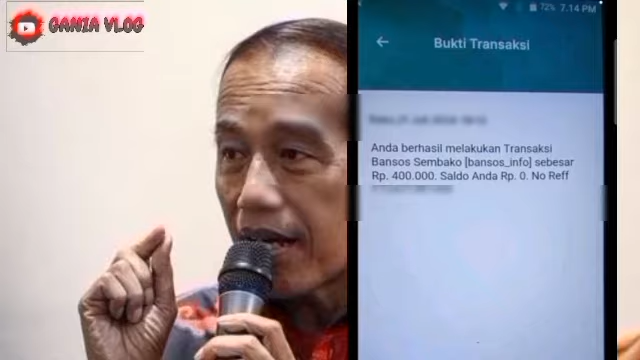 GANZA VLOG
72% 7.14 PM
Bukti Transaksi
Anda berhasil melakukan Transaksi
Bansos Sembako [bansos_info] sebesar
Rp. 400.000. Saldo Anda Rp. 0. No Reff